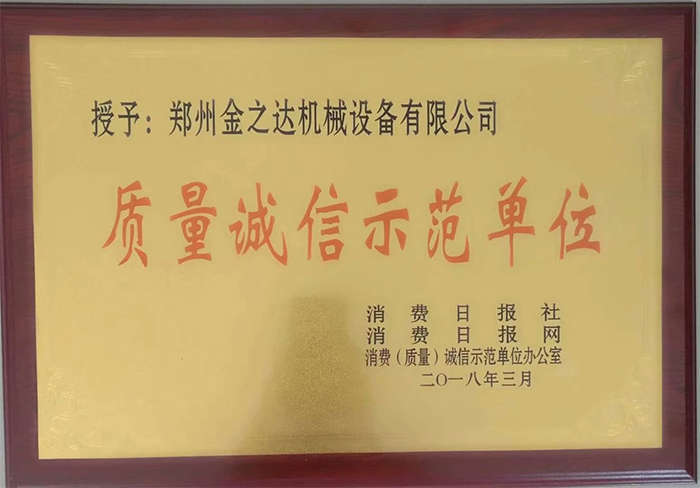 授予：郑州金之达机械设备有限公司
质量诚信示范单位
消费日报社
消费日报网
消费（质量）诚信示范单位办公室
二〇一八年三月